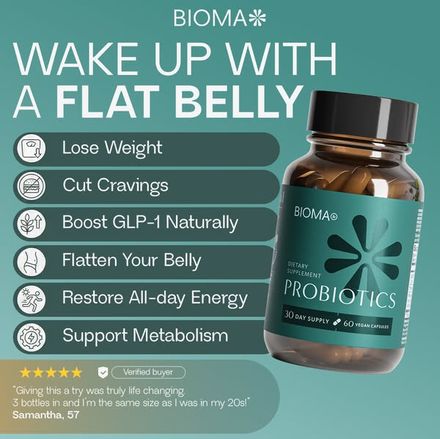 BIOMA
WAKE UP WITH
A FLAT BELLY
Lose Weight
Cut Cravings
Boost GLP-1 Naturally
Flatten Your Belly
Restore All-day Energy
Support Metabolism
BIOMA
DIETARY
SUPPLEMENT
PROBIOTICS
30 DAY SUPPLY 60 VEGAN CAPSULES
Verified buyer
"Giving this a try was truly life changing.
3 bottles in and I'm the same size as I was in my 20s!"
Samantha, 57